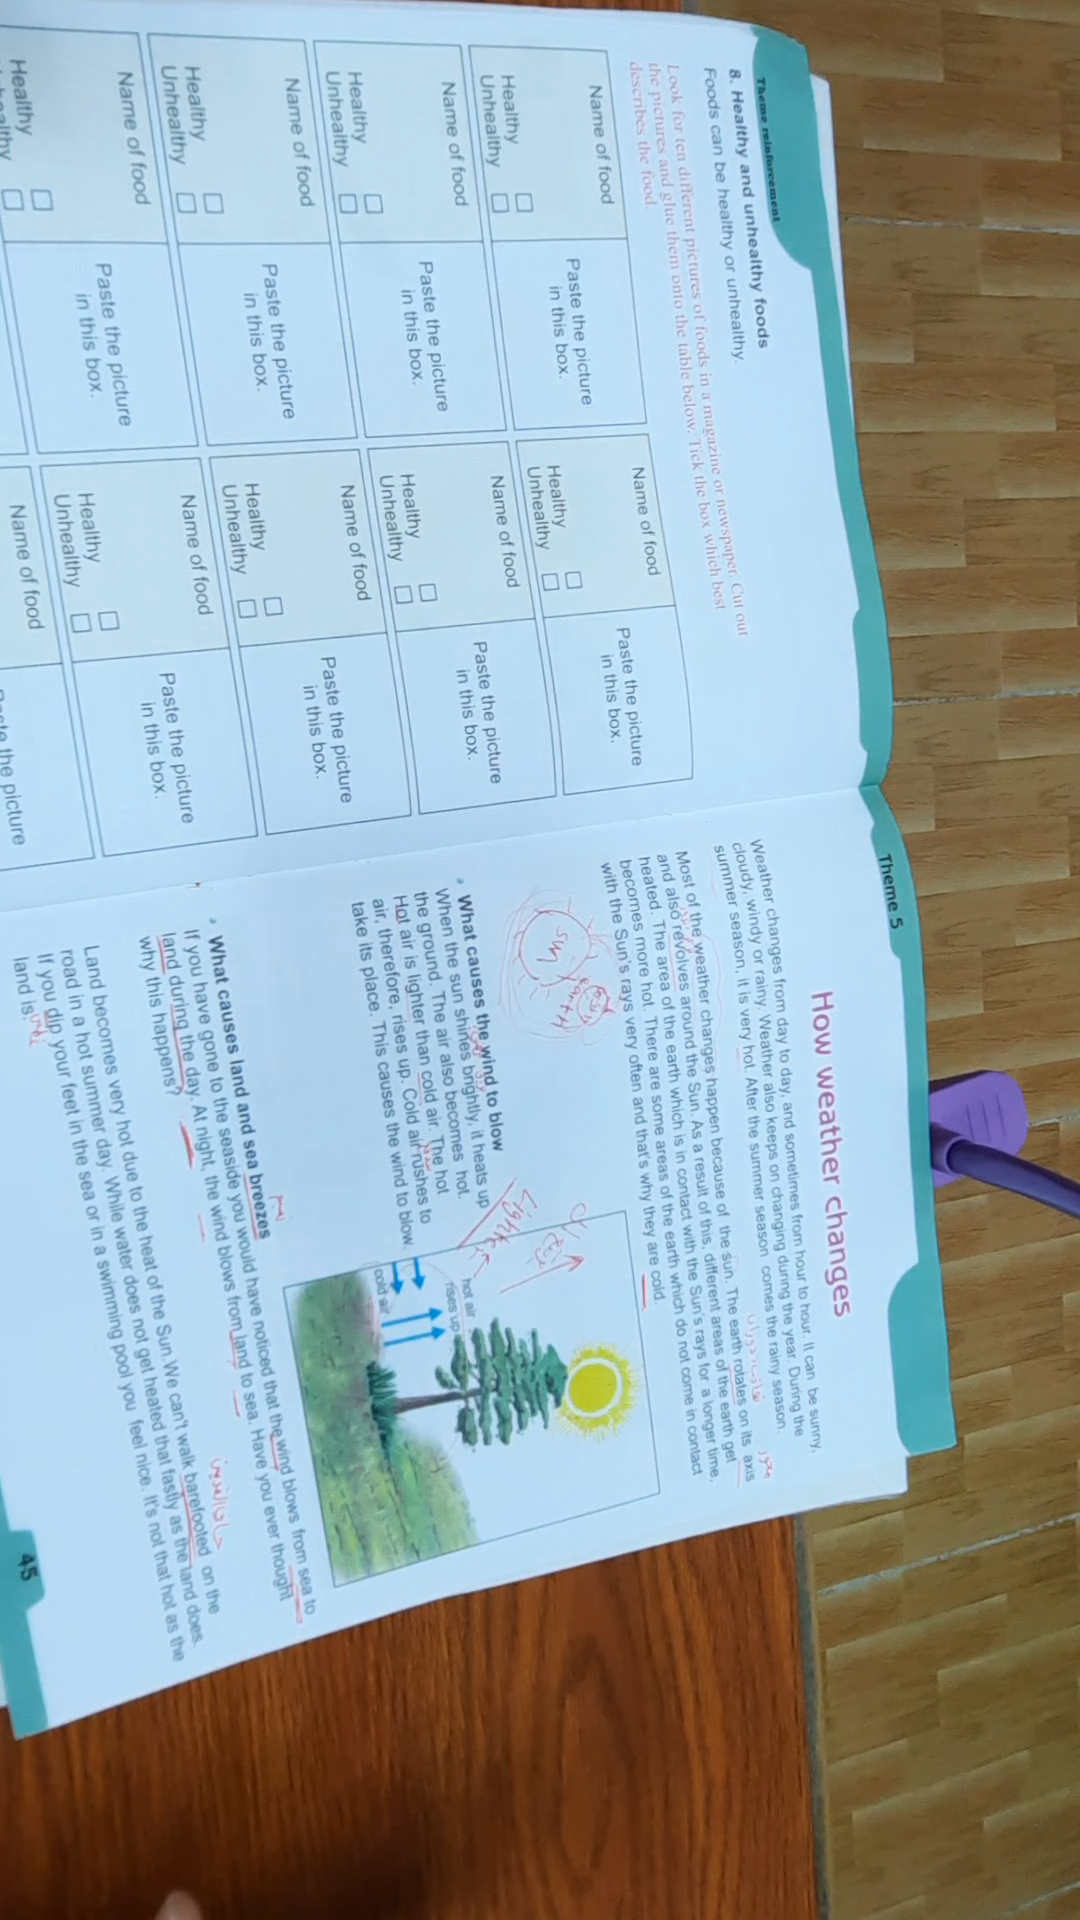 Theme reinforcement
8. Healthy and unhealthy foods
Foods can be healthy or unhealthy.
Look for ten different pictures of foods in a magazine or newspaper. Cut out
the pictures and glue them onto the table below. Tick the box which best
describes the food.
Name of food
Healthy
Unhealthy
Paste the picture
in this box.
Name of food
Healthy
Unhealthy
Paste the picture
in this box.
Name of food
Healthy
Unhealthy
Paste the picture
in this box.
Name of food
Healthy
Unhealthy
Paste the picture
in this box.
Name of food
Healthy
Unhealthy
Paste the picture
in this box.
Name of food
Healthy
Unhealthy
Paste the picture
in this box.
Name of food
Healthy
Paste the picture
in this box.
Name of food
Healthy
Unhealthy
Paste the picture
in this box.
Name of food
the picture
Theme 5
How weather changes
Weather changes from day to day, and sometimes from hour to hour. It can be sunny,
cloudy, windy or rainy. Weather also keeps on changing during the year. During the
summer season, it is very hot. After the summer season comes the rainy season.
Most of the weather changes happen because of the sun. The earth rotates on its axis
and also revolves around the Sun. As a result of this, different areas of the earth get
heated. The area of the earth which is in contact with the Sun's rays for a longer time,
becomes more hot. There are some areas of the earth which do not come in contact
with the Sun's rays very often and that's why they are cold.
محور
sun
earth
What causes the wind to blow
When the sun shines brightly, it heats up
the ground. The air also becomes hot.
Hot air is lighter than cold air. The hot
air, therefore, rises up. Cold air rushes to
take its place. This causes the wind to blow.
Lighter
hot air
rises up
cold air
What causes land and sea breezes
نسيم
If you have gone to the seaside you would have noticed that the wind blows from sea to
land during the day. At night, the wind blows from land to sea. Have you ever thought
why this happens?
حافي القدمين
Land becomes very hot due to the heat of the Sun. We can't walk barefooted on the
road in a hot summer day. While water does not get heated that fastly as the land does.
If you dip your feet in the sea or in a swimming pool you feel nice. It's not that hot as the
land is.
45